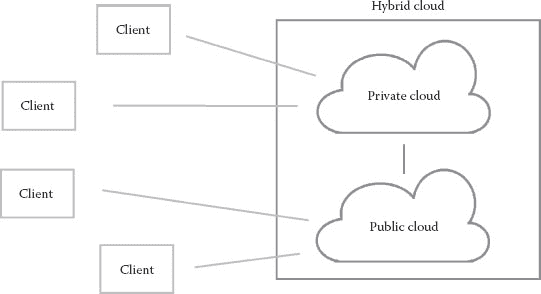 Hybrid cloud
Client
Private cloud
Client
Client
Public cloud
Client